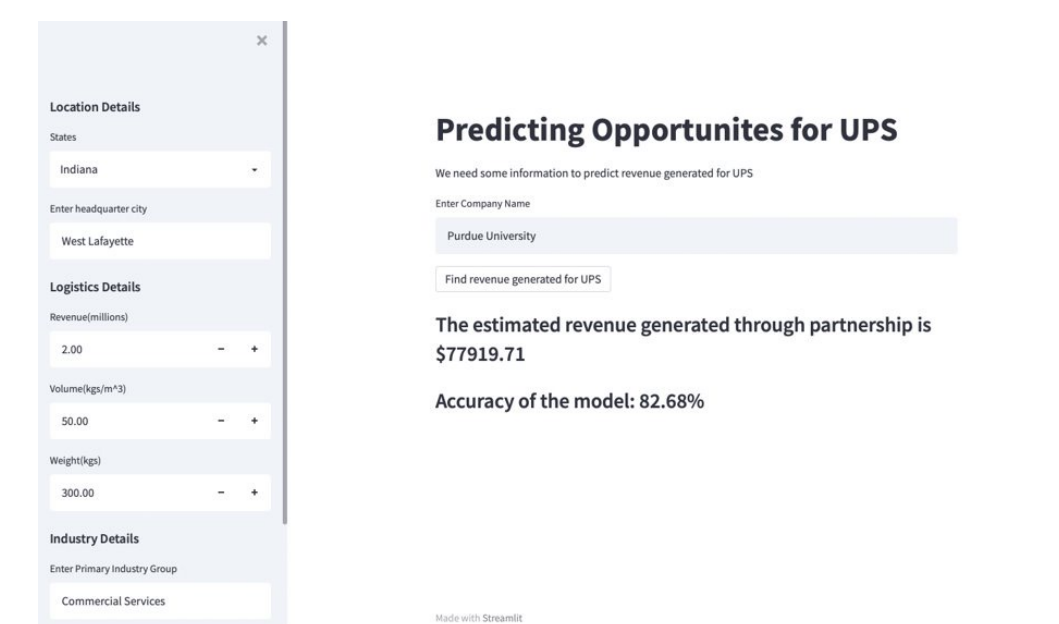 Location Details
States
Indiana
Enter headquarter city
West Lafayette
Logistics Details
Revenue(millions)
2.00
Volume(kgs/m^3)
50.00
Weight(kgs)
300.00
Industry Details
Enter Primary Industry Group
Commercial Services
Predicting Opportunites for UPS
We need some information to predict revenue generated for UPS
Enter Company Name
Purdue University
Find revenue generated for UPS
The estimated revenue generated through partnership is
$77919.71
Accuracy of the model: 82.68%
Made with Streamlit